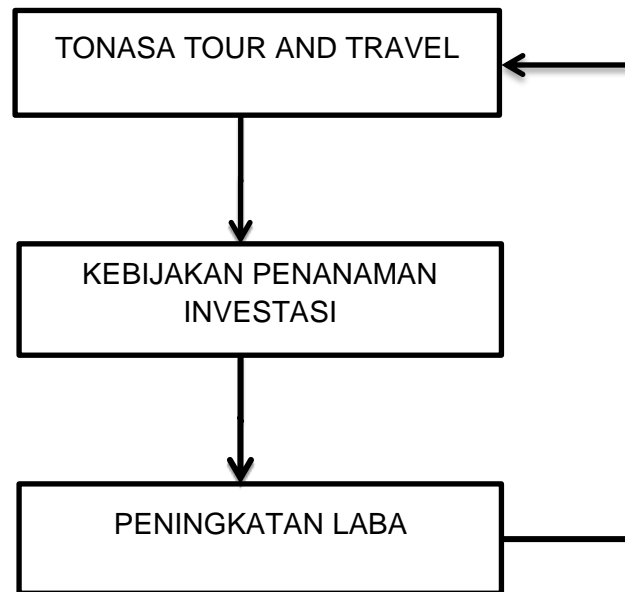 TONASA TOUR AND TRAVEL
KEBIJAKAN PENANAMAN
INVESTASI
PENINGKATAN LABA